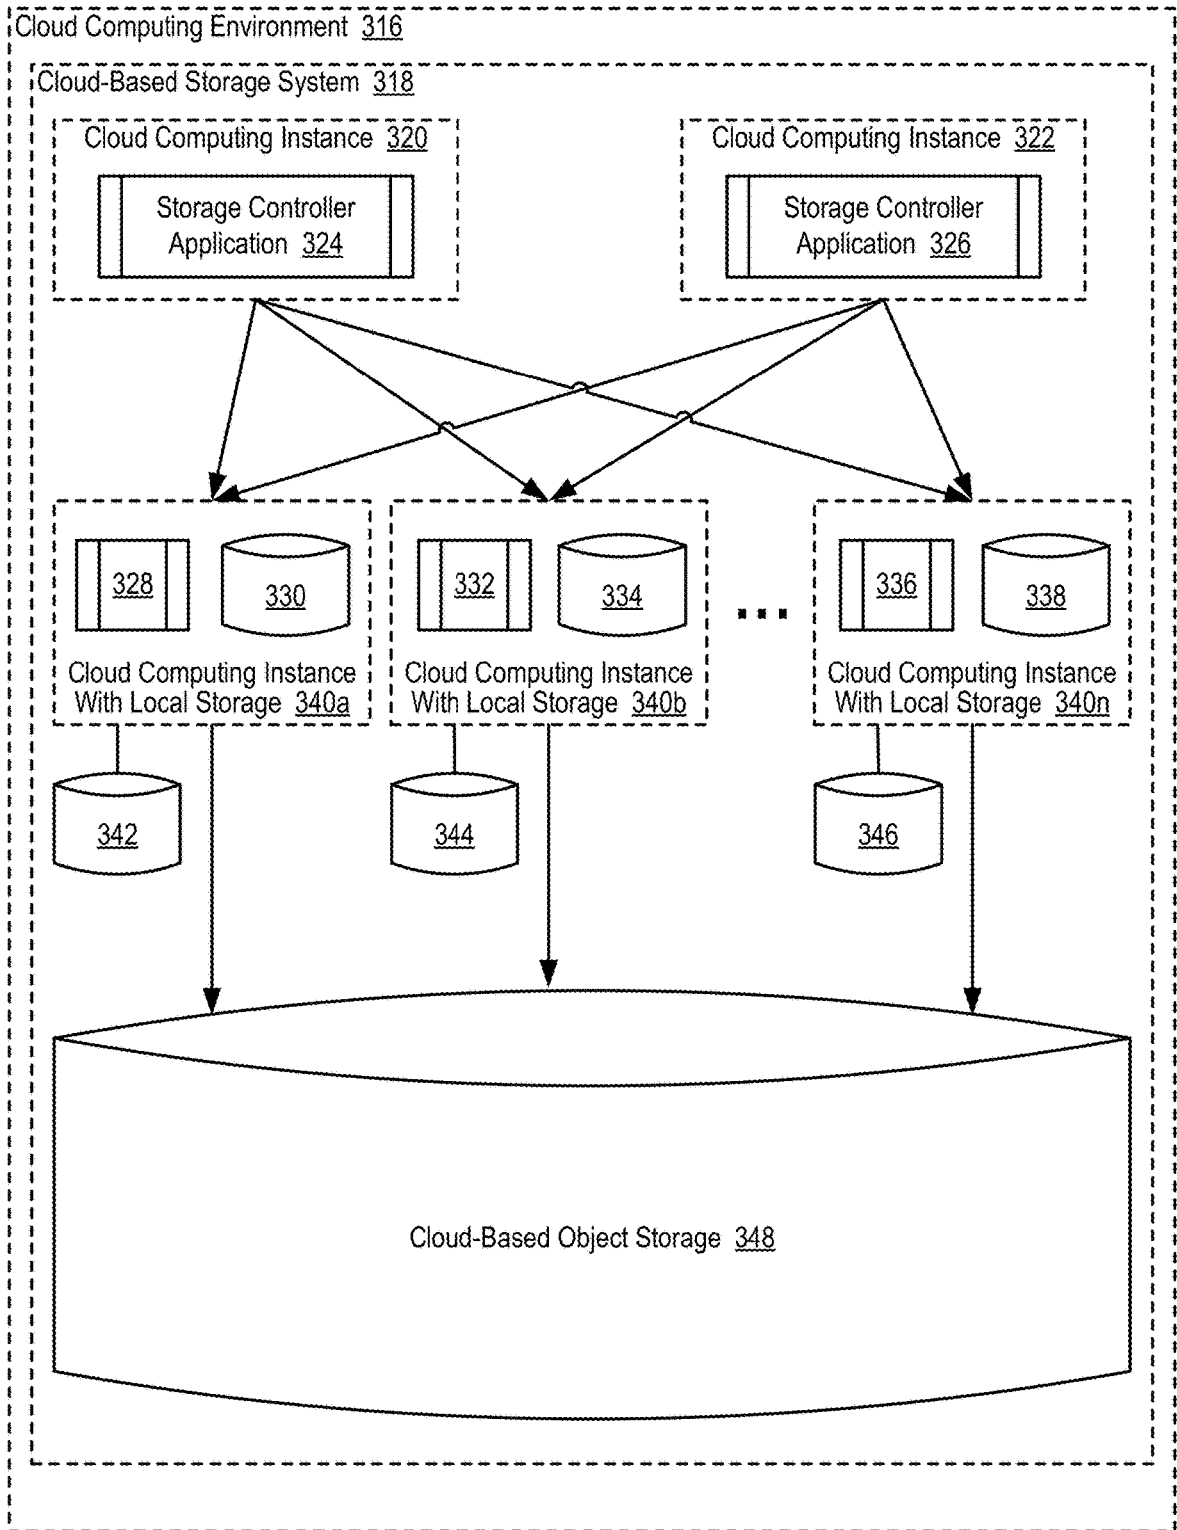 Cloud Computing Environment 316
Cloud-Based Storage System 318
Cloud Computing Instance 320
Storage Controller
Application 324
Cloud Computing Instance 322
Storage Controller
Application 326
328
330
Cloud Computing Instance
With Local Storage 340a
332
334
Cloud Computing Instance
With Local Storage 340b
...
336
338
Cloud Computing Instance
With Local Storage 340n
342
344
346
Cloud-Based Object Storage 348